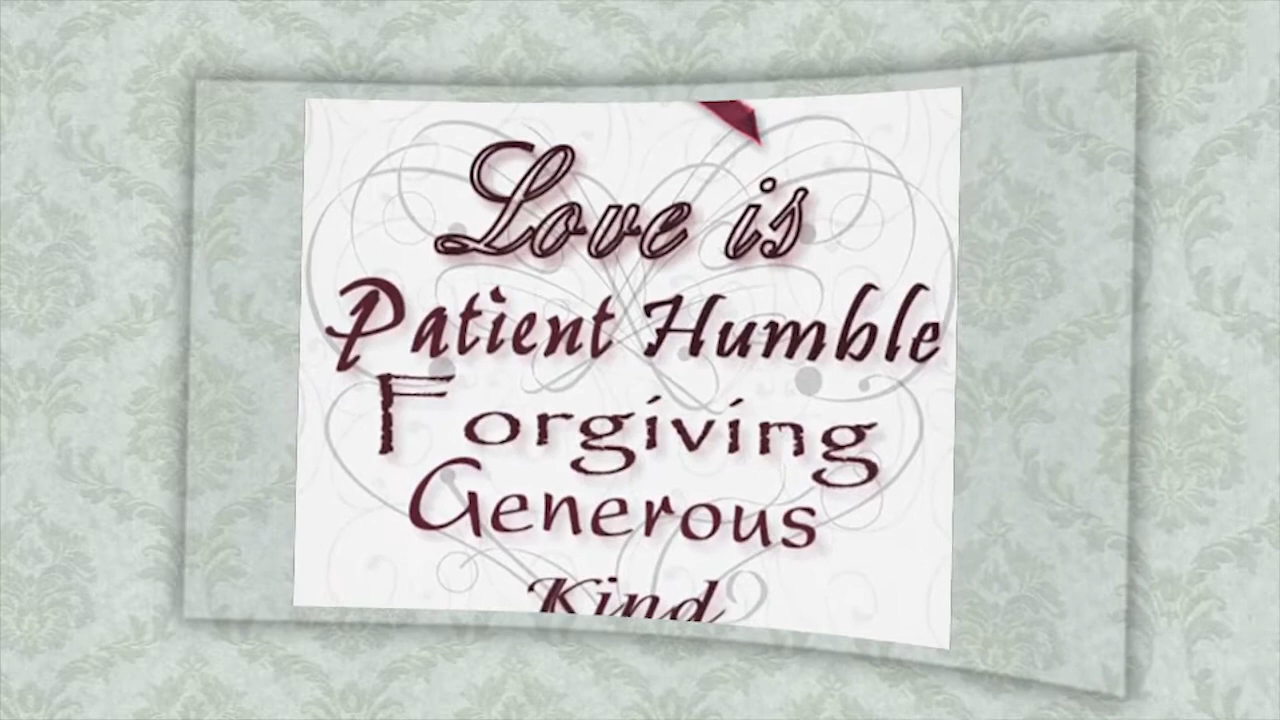 Love is
Patient Humble
Forgiving
Generous
Kind